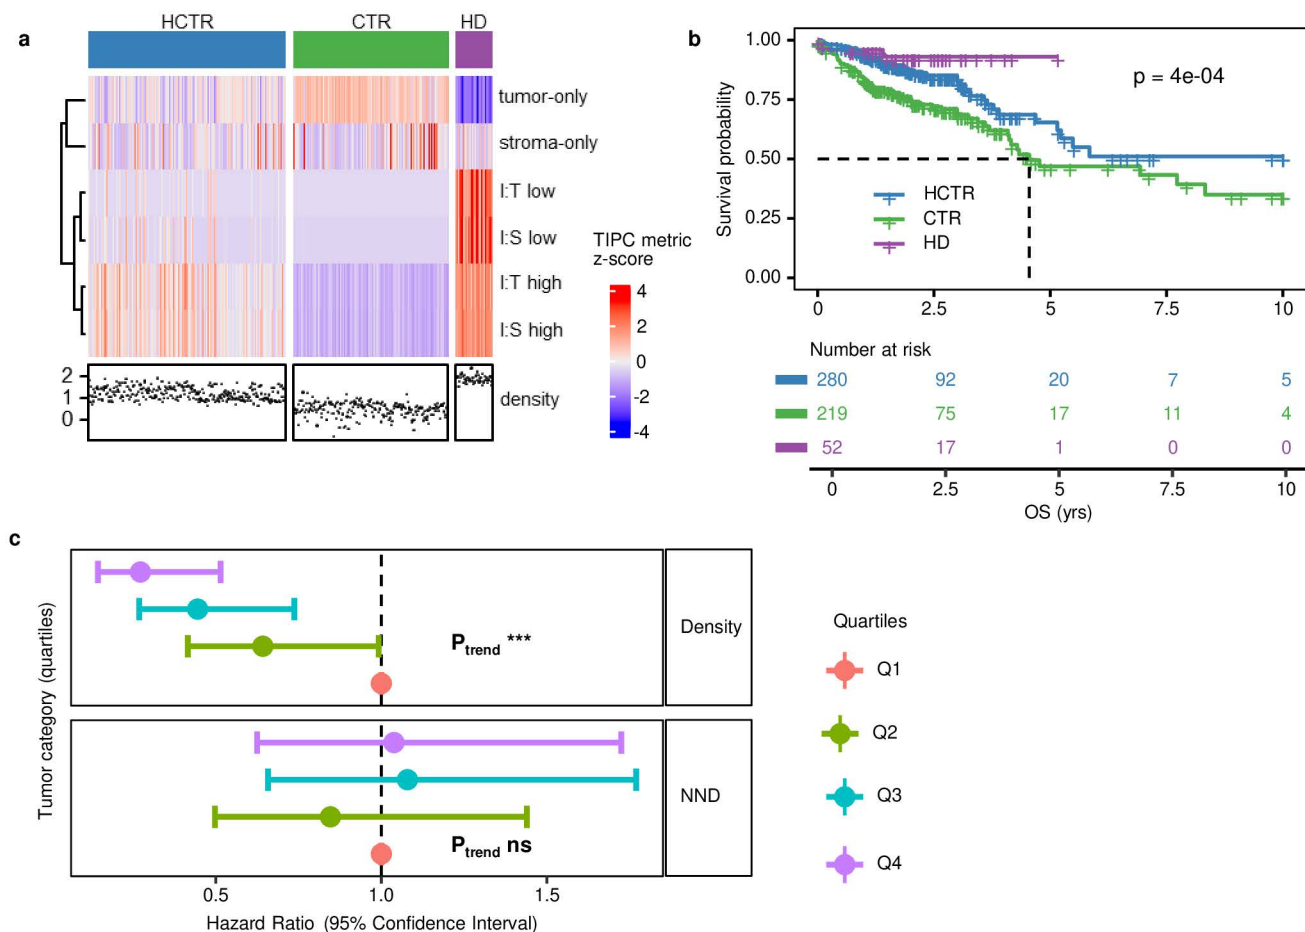 a
HCTR CTR HD
tumor-only
stroma-only
I:T low
I:S low
I:T high
I:S high
density
2
1
0
TIPC metric
z-score
4
2
0
-2
-4
b
Survival probability
1.00
0.75
0.50
0.25
0.00
p = 4e-04
HCTR
CTR
HD
0 2.5 5 7.5 10
Number at risk
280 92 20 7 5
219 75 17 11 4
52 17 1 0 0
0 2.5 5 7.5 10
OS (yrs)
c
Tumor category (quartiles)
Ptrend ***
Density
Ptrend ns
NND
0.5 1.0 1.5
Hazard Ratio (95% Confidence Interval)
Quartiles
Q1
Q2
Q3
Q4